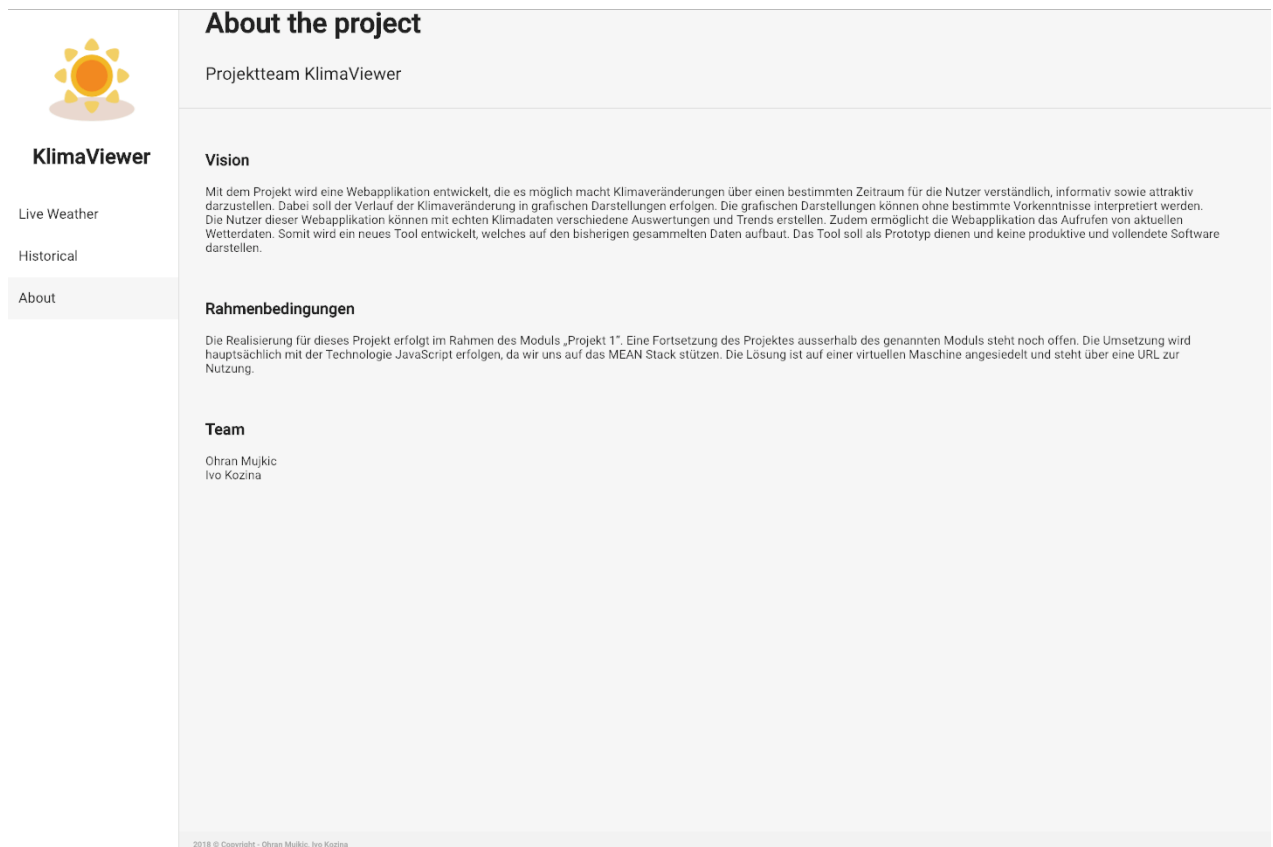 About the project
Projektteam KlimaViewer
KlimaViewer
Live Weather
Historical
About
Vision
Mit dem Projekt wird eine Webapplikation entwickelt, die es möglich macht Klimaveränderungen über einen bestimmten Zeitraum für die Nutzer verständlich, informativ sowie attraktiv
darzustellen. Dabei soll der Verlauf der Klimaveränderung in grafischen Darstellungen erfolgen. Die grafischen Darstellungen können ohne bestimmte Vorkenntnisse interpretiert werden.
Die Nutzer dieser Webapplikation können mit echten Klimadaten verschiedene Auswertungen und Trends erstellen. Zudem ermöglicht die Webapplikation das Aufrufen von aktuellen
Wetterdaten. Somit wird ein neues Tool entwickelt, welches auf den bisherigen gesammelten Daten aufbaut. Das Tool soll als Prototyp dienen und keine produktive und vollendete Software
darstellen.
Rahmenbedingungen
Die Realisierung für dieses Projekt erfolgt im Rahmen des Moduls „Projekt 1“. Eine Fortsetzung des Projektes ausserhalb des genannten Moduls steht noch offen. Die Umsetzung wird
hauptsächlich mit der Technologie JavaScript erfolgen, da wir uns auf das MEAN Stack stützen. Die Lösung ist auf einer virtuellen Maschine angesiedelt und steht über eine URL zur
Nutzung.
Team
Ohran Mujkic
Ivo Kozina
2018 © Copyright - Ohran Mujkic, Ivo Kozina